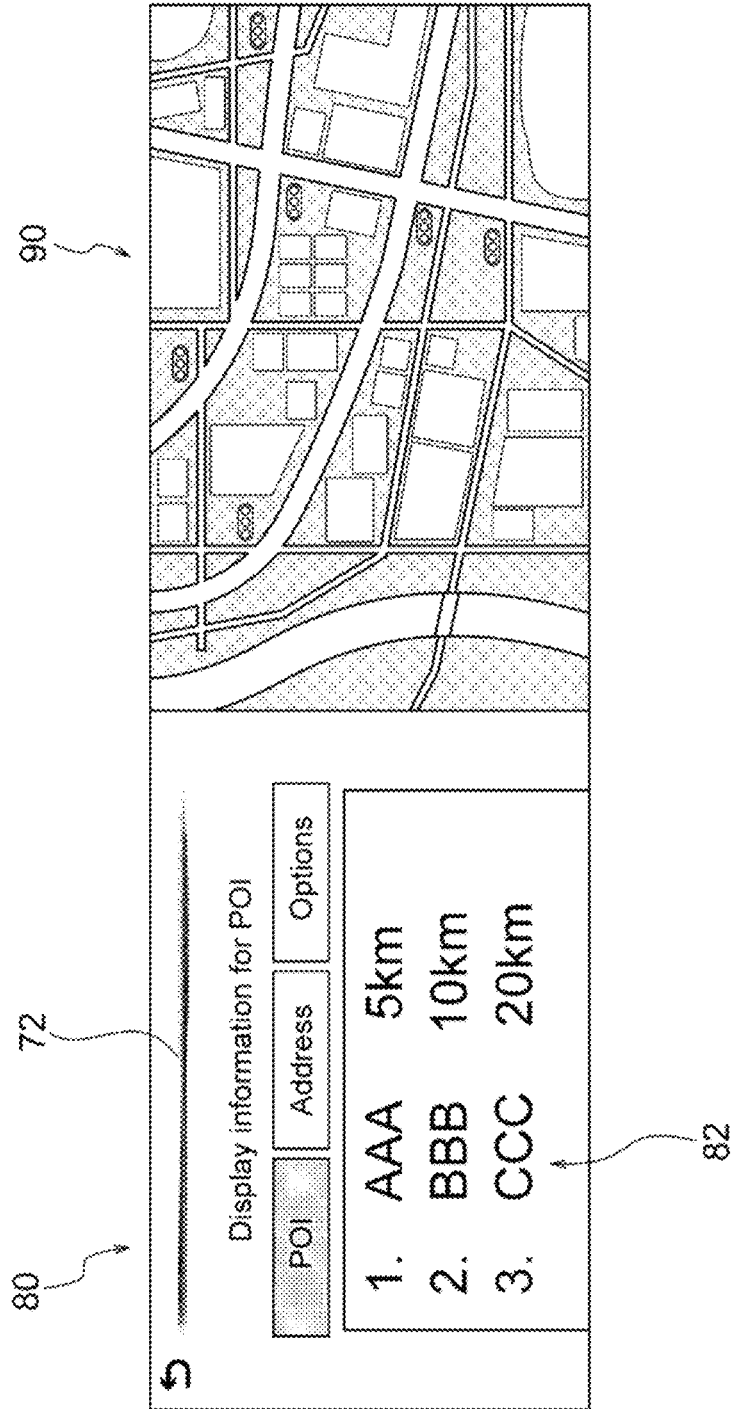 80
72
90
Display information for POI
POI Address Options
1. AAA 5km
2. BBB 10km
3. CCC 20km
82